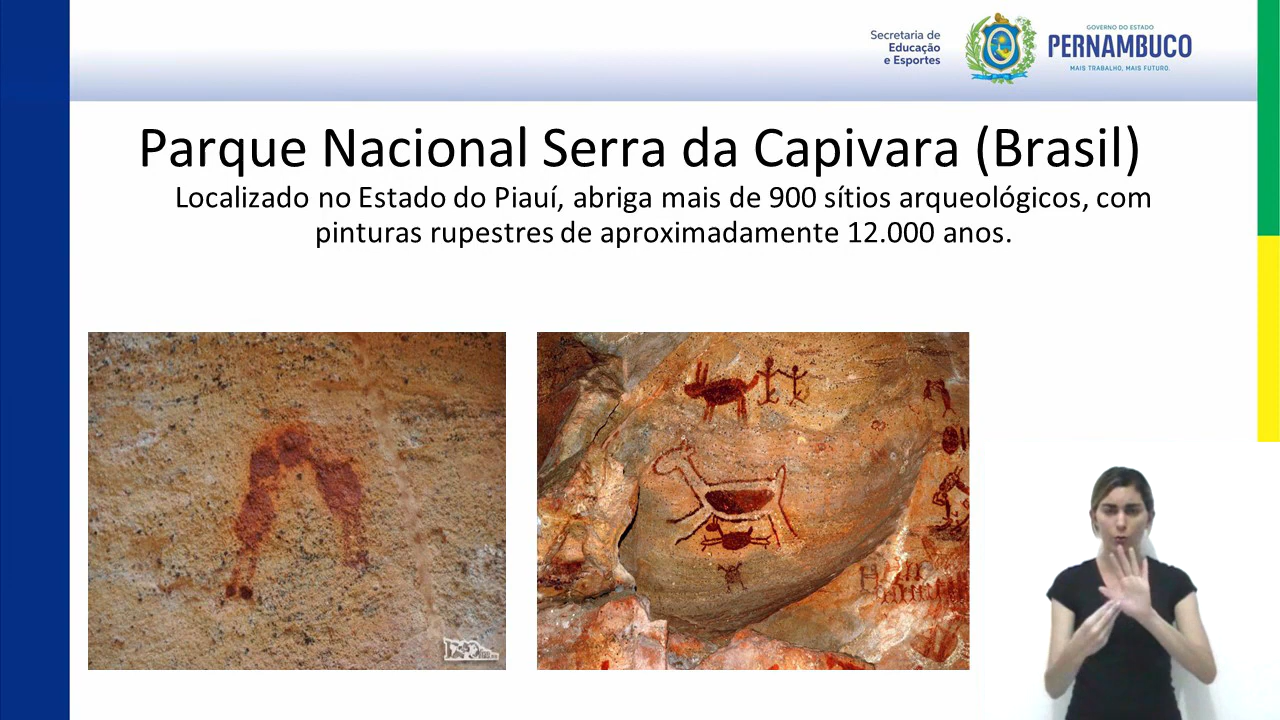 Secretaria de
Educação
e Esportes
GOVERNO DO ESTADO
PERNAMBUCO
MAIS TRABALHO, MAIS FUTURO.
Parque Nacional Serra da Capivara (Brasil)
Localizado no Estado do Piauí, abriga mais de 900 sítios arqueológicos, com
pinturas rupestres de aproximadamente 12.000 anos.